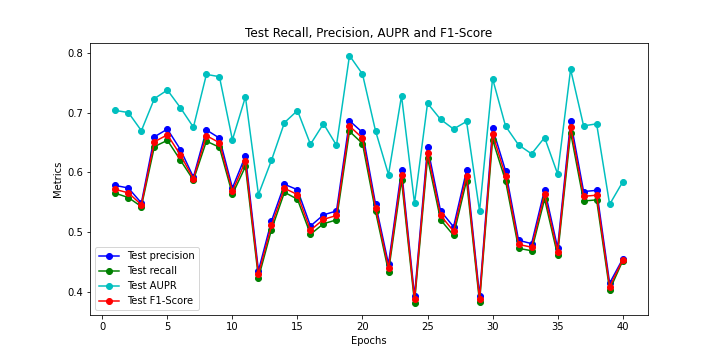 Test Recall, Precision, AUPR and F1-Score
Metrics
0.8
0.7
0.6
0.5
0.4
Test precision
Test recall
Test AUPR
Test F1-Score
0 5 10 15 20 25 30 35 40
Epochs